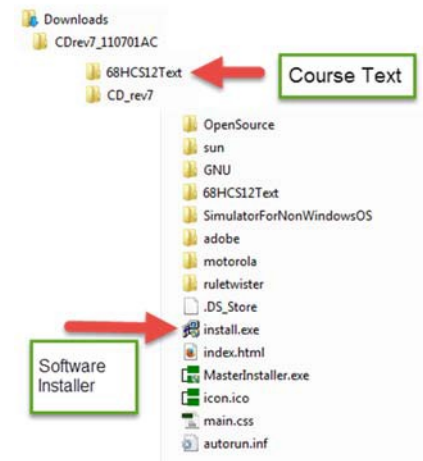 Downloads
CDrev7_110701AC
68HCS12Text
Course Text
CD_rev7
OpenSource
sun
GNU
68HCS12Text
SimulatorForNonWindowsOS
adobe
motorola
ruletwister
.DS_Store
install.exe
index.html
Software
Installer
MasterInstaller.exe
icon.ico
main.css
autorun.inf